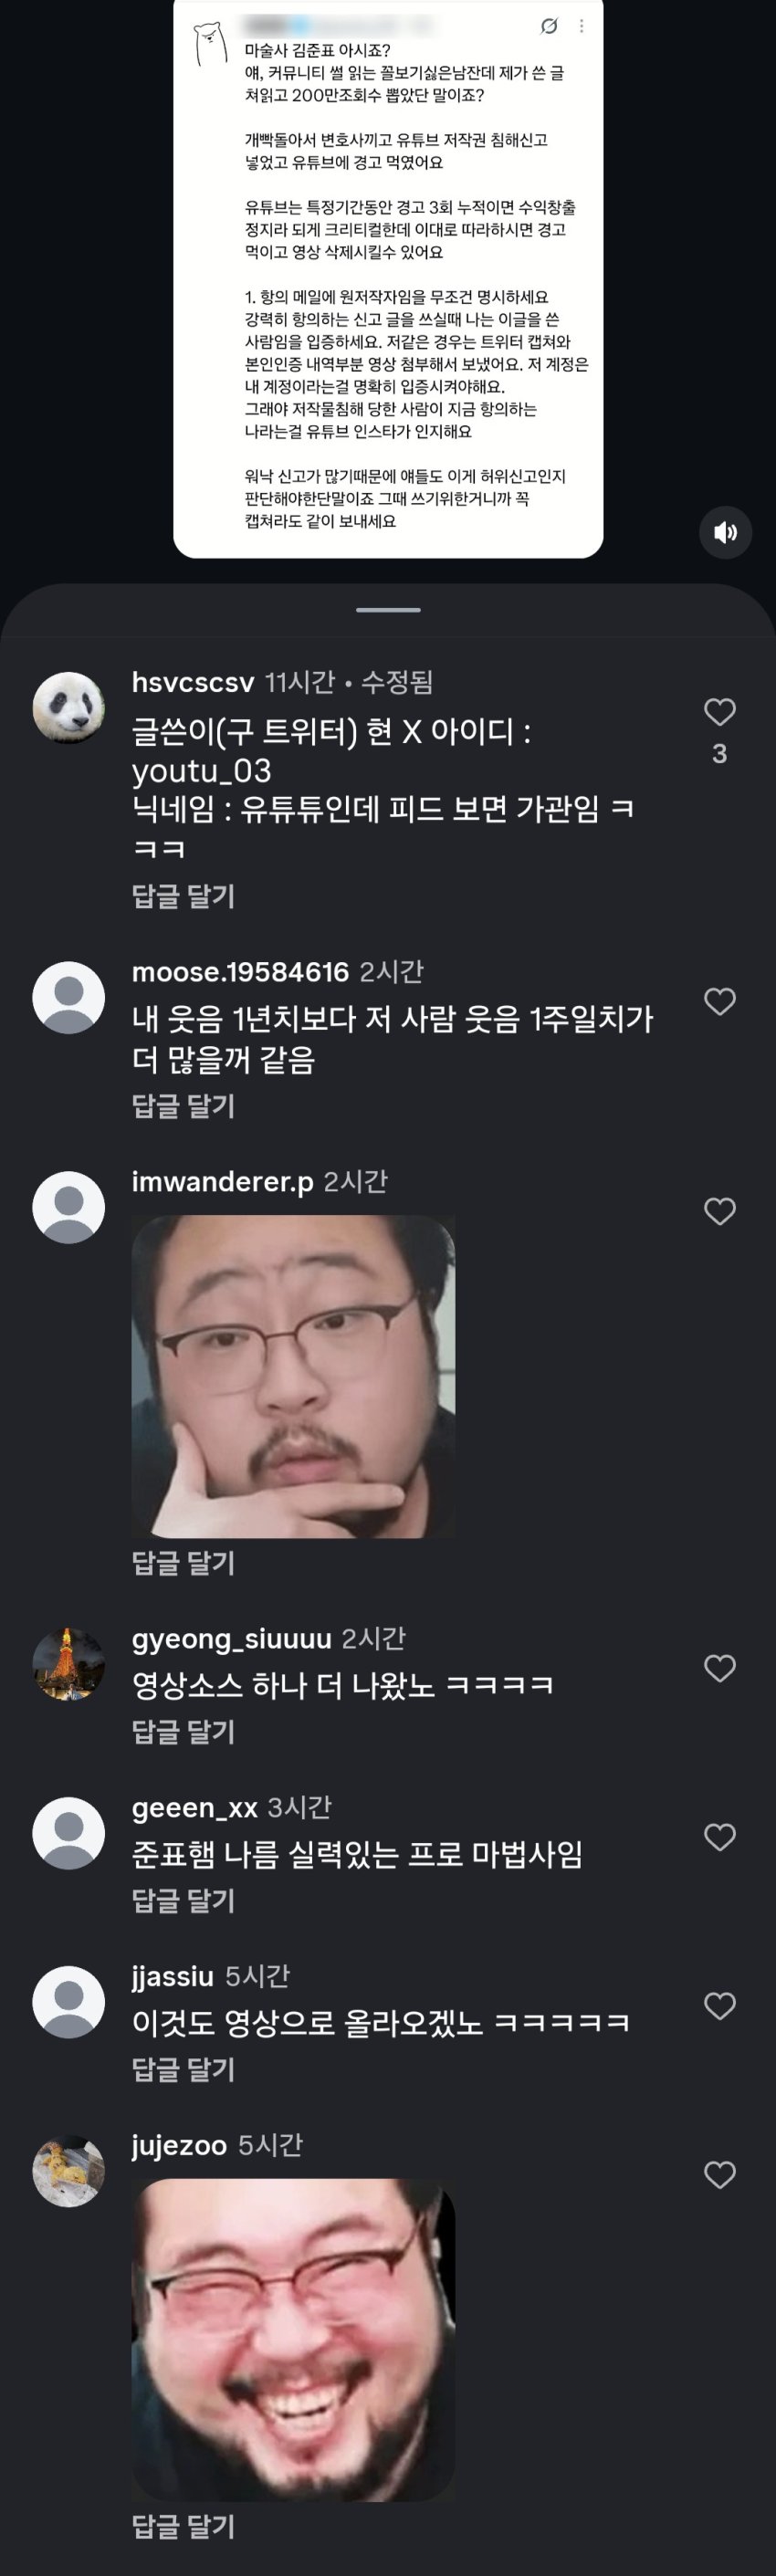 마술사 김준표 아시죠?
얘, 커뮤니티 썰 읽는 꼴보기싫은남잔데 제가 쓴 글
쳐읽고 200만조회수 뽑았단 말이죠?
개빡돌아서 변호사끼고 유튜브 저작권 침해신고
넣었고 유튜브에 경고 먹였어요
유튜브는 특정기간동안 경고 3회 누적이면 수익창출
정지라 되게 크리티컬한데 이대로 따라하시면 경고
먹이고 영상 삭제시킬수 있어요
1. 항의 메일에 원저작자임을 무조건 명시하세요
강력히 항의하는 신고 글을 쓰실때 나는 이글을 쓴
사람임을 입증하세요. 저같은 경우는 트위터 캡쳐와
본인인증 내역부분 영상 첨부해서 보냈어요. 저 계정은
내 계정이라는걸 명확히 입증시켜야해요.
그래야 저작물침해 당한 사람이 지금 항의하는
나라는걸 유튜브 인스타가 인지해요
워낙 신고가 많기때문에 얘들도 이게 허위신고인지
판단해야한단말이죠 그때 쓰기위한거니까 꼭
캡쳐라도 같이 보내세요
hsvcscsv 11시간 • 수정됨
글쓴이(구 트위터) 현 X 아이디 :
youtu_03
닉네임 : 유튜튜인데 피드 보면 가관임 ㅋ
ㅋㅋ
3
답글 달기
moose.19584616 2시간
내 웃음 1년치보다 저 사람 웃음 1주일치가
더 많을꺼 같음
답글 달기
imwanderer.p 2시간
답글 달기
gyeong_siuuuu 2시간
영상소스 하나 더 나왔노 ㅋㅋㅋㅋ
답글 달기
geeen_xx 3시간
준표햄 나름 실력있는 프로 마법사임
답글 달기
jjassiu 5시간
이것도 영상으로 올라오겠노 ㅋㅋㅋㅋㅋ
답글 달기
jujezoo 5시간
답글 달기